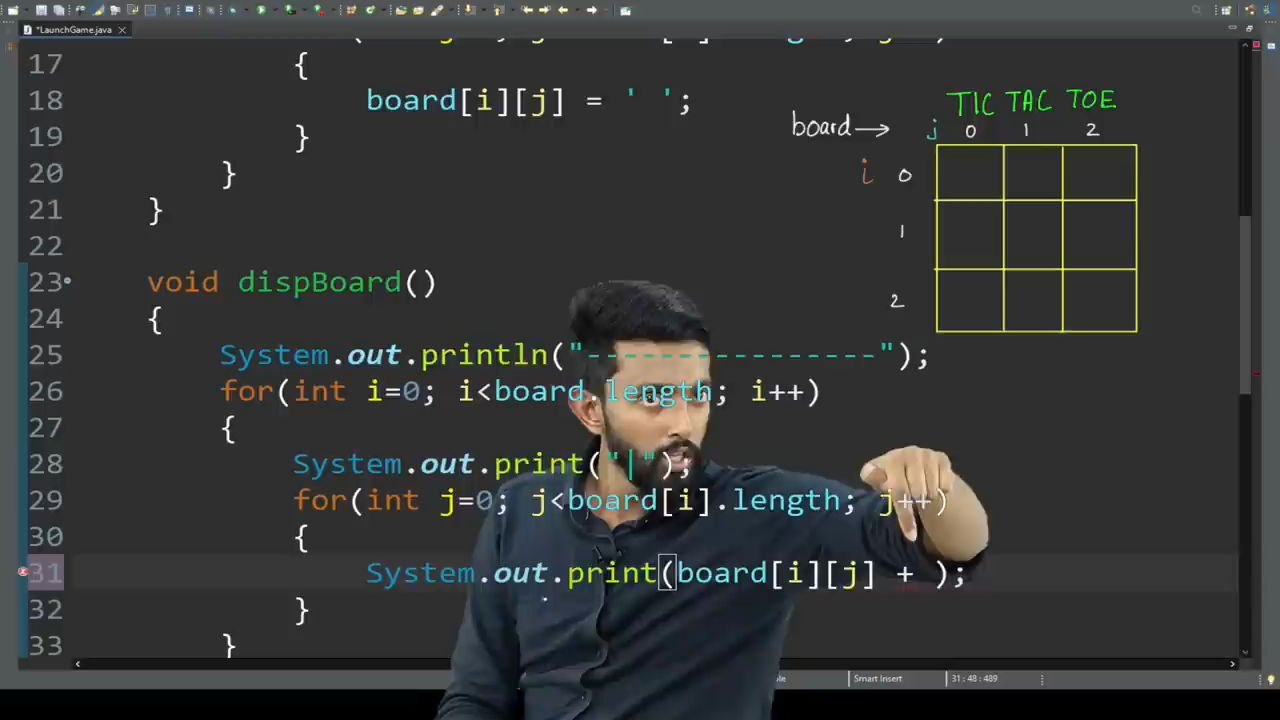 *LaunchGame.java
17 {
18 board[i][j] = ' ';
19 }
20 }
21 }
22
23 void dispBoard()
24 {
25 System.out.println("----------------");
26 for(int i=0; i<board.length; i++)
27 {
28 System.out.print("|");
29 for(int j=0; j<board[i].length; j++)
30 {
31 System.out.print(board[i][j] + );
32 }
33 }
TIC TAC TOE
board→ j 0 1 2
i 0
1
2
Smart Insert 31 : 48 : 489